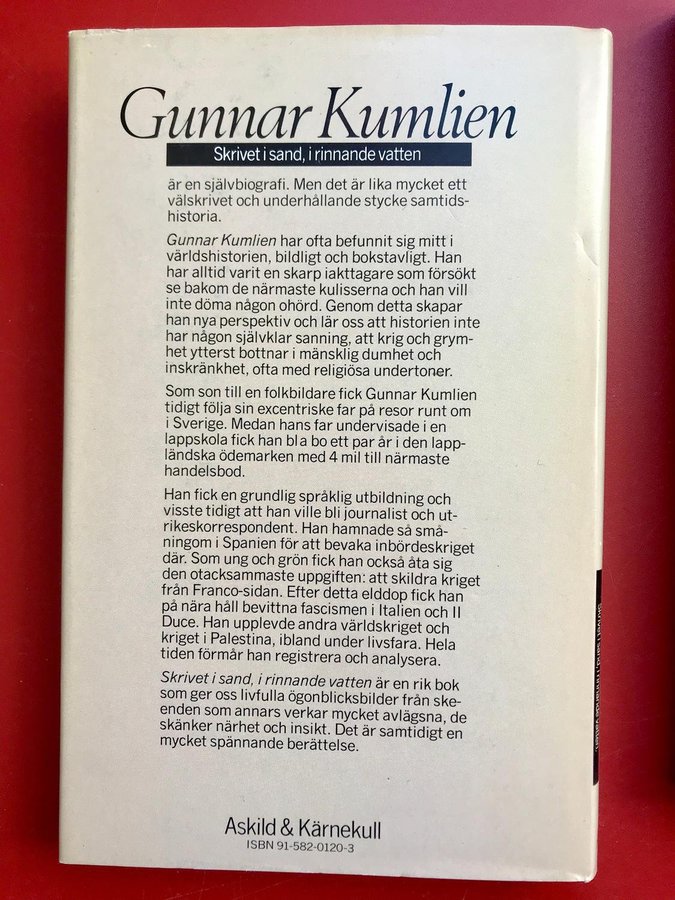 Gunnar Kumlien
Skrivet i sand, i rinnande vatten
är en självbiografi. Men det är lika mycket ett
välskrivet och underhållande stycke samtids-
historia.
Gunnar Kumlien har ofta befunnit sig mitt i
världshistorien, bildligt och bokstavligt. Han
har alltid varit en skarp iakttagare som försökt
se bakom de närmaste kulisserna och han vill
inte döma någon ohörd. Genom detta skapar
han nya perspektiv och lär oss att historien inte
har någon självklar sanning, att krig och grym-
het ytterst bottnar i mänsklig dumhet och
inskränkhet, ofta med religiösa undertoner.
Som son till en folkbildare fick Gunnar Kumlien
tidigt följa sin excentriske far på resor runt om
i Sverige. Medan hans far undervisade i en
lappskola fick han bl a bo ett par år i den lapp-
ländska ödemarken med 4 mil till närmaste
handelsbod.
Han fick en grundlig språklig utbildning och
visste tidigt att han ville bli journalist och ut-
rikeskorrespondent. Han hamnade så små-
ningom i Spanien för att bevaka inbördeskriget
där. Som ung och grön fick han också åta sig
den otacksammaste uppgiften: att skildra kriget
från Franco-sidan. Efter detta elddop fick han
på nära håll bevittna fascismen i Italien och Il
Duce. Han upplevde andra världskriget och
kriget i Palestina, ibland under livsfara. Hela
tiden förmår han registrera och analysera.
Skrivet i sand, i rinnande vatten är en rik bok
som ger oss livfulla ögonblicksbilder från ske-
enden som annars verkar mycket avlägsna, de
skänker närhet och insikt. Det är samtidigt en
mycket spännande berättelse.
Askild & Kärnekull
ISBN 91-582-0120-3